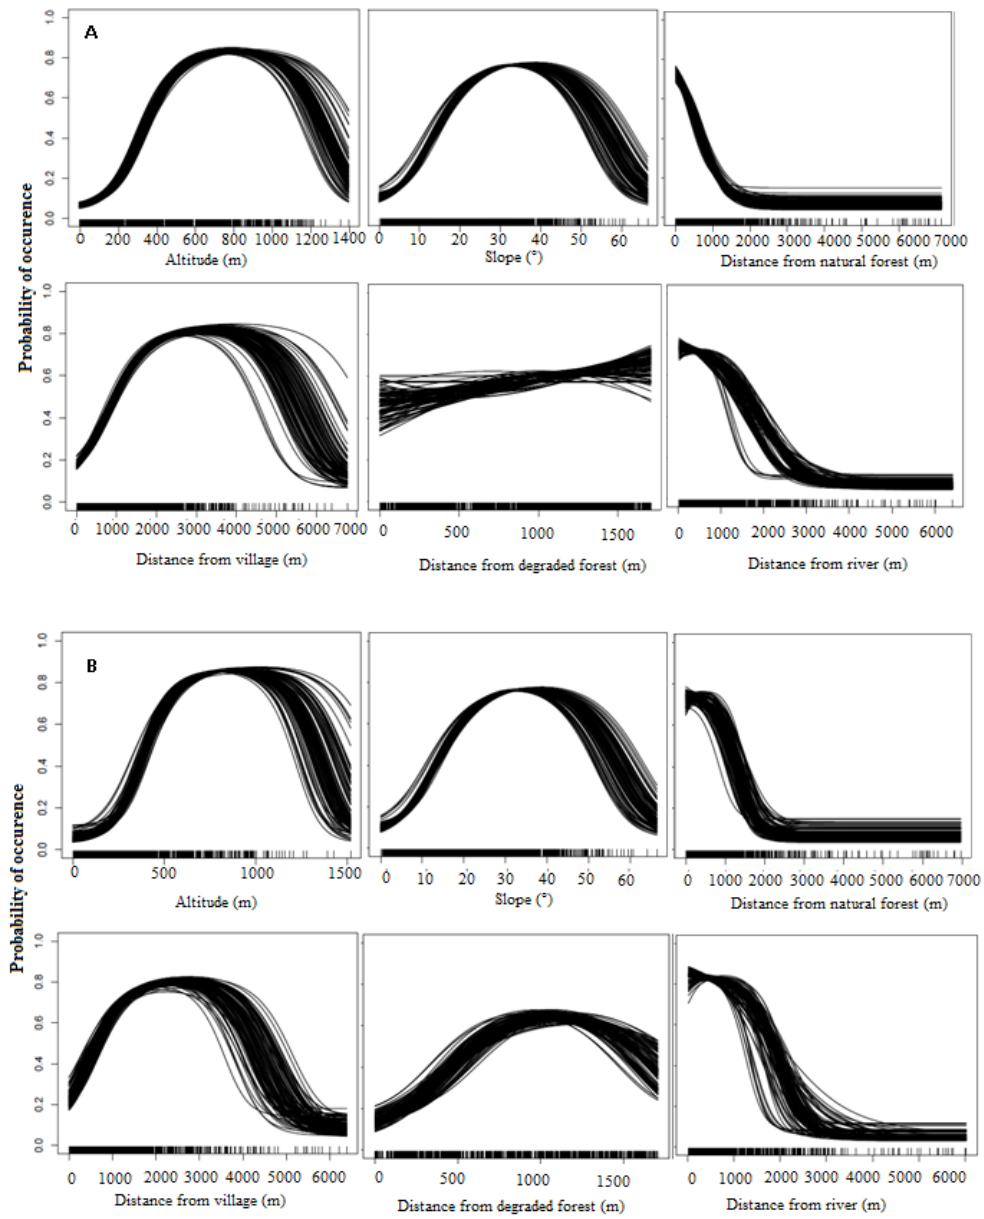 A
1.0
0.8
0.6
0.4
0.2
0.0
Probability of occurence
0 200 400 600 800 1000 1200 1400
Altitude (m)
0 10 20 30 40 50 60
Slope (°)
0 1000 2000 3000 4000 5000 6000 7000
Distance from natural forest (m)
1.0
0.8
0.6
0.4
0.2
0.0
0 1000 2000 3000 4000 5000 6000 7000
Distance from village (m)
0 500 1000 1500
Distance from degraded forest (m)
0 1000 2000 3000 4000 5000 6000
Distance from river (m)
B
1.0
0.8
0.6
0.4
0.2
0.0
Probability of occurence
0 500 1000 1500
Altitude (m)
0 10 20 30 40 50 60
Slope (°)
0 1000 2000 3000 4000 5000 6000 7000
Distance from natural forest (m)
1.0
0.8
0.6
0.4
0.2
0.0
0 1000 2000 3000 4000 5000 6000
Distance from village (m)
0 500 1000 1500
Distance from degraded forest (m)
0 1000 2000 3000 4000 5000 6000
Distance from river (m)